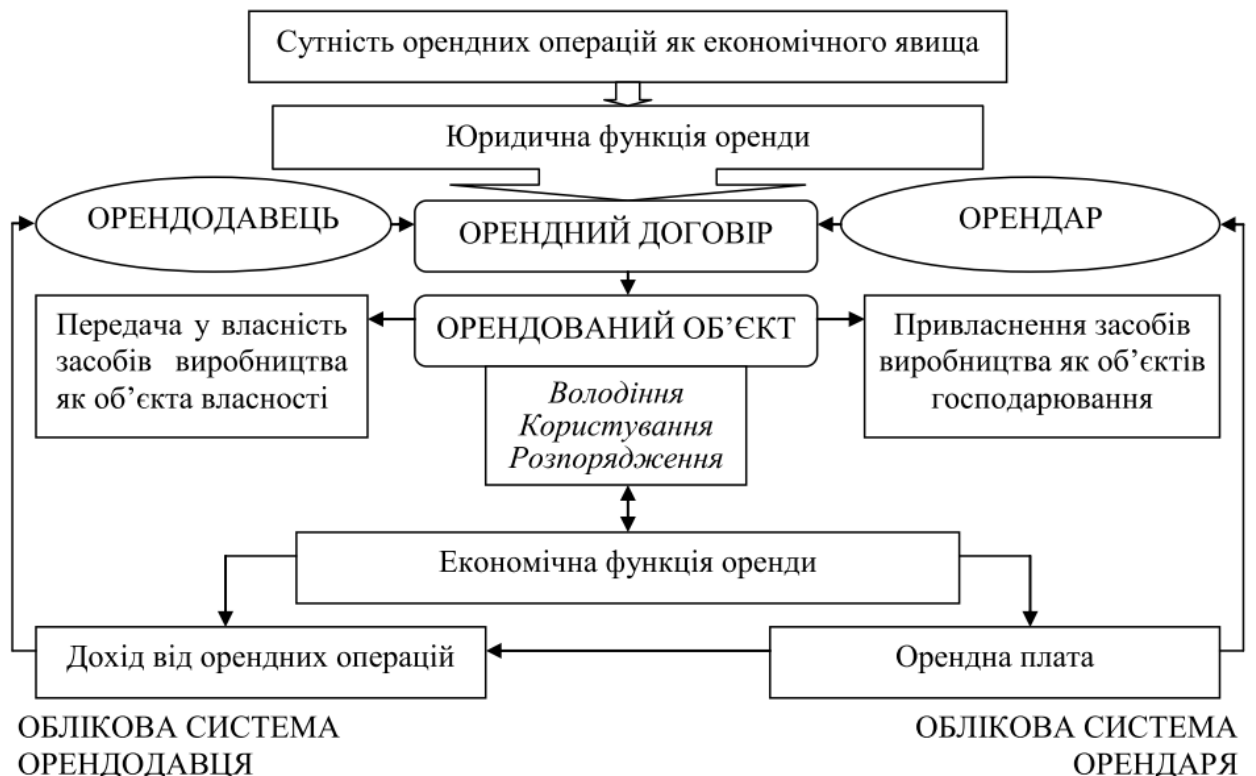 Сутність орендних операцій як економічного явища
Юридична функція оренди
ОРЕНДОДАВЕЦЬ
ОРЕНДНИЙ ДОГОВІР
ОРЕНДАР
Передача у власність
засобів виробництва
як об’єкта власності
ОРЕНДОВАНИЙ ОБ’ЄКТ
Привласнення засобів
виробництва як об’єктів
господарювання
Володіння
Користування
Розпорядження
Економічна функція оренди
Дохід від орендних операцій
Орендна плата
ОБЛІКОВА СИСТЕМА
ОРЕНДОДАВЦЯ
ОБЛІКОВА СИСТЕМА
ОРЕНДАРЯ